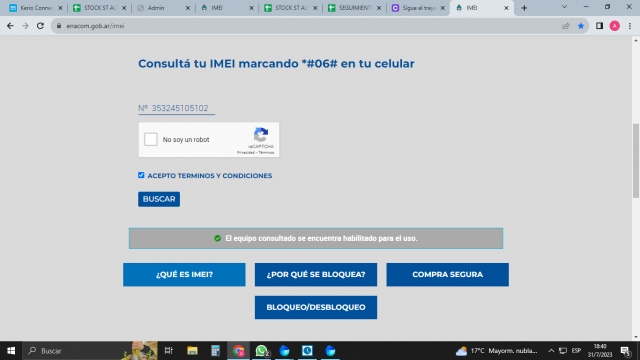 Kerio Connec
STOCK ST AL
Admin
IMEI
STOCK ST AL
SEGUIMIENT
Sigue el traye
IMEI
enacom.gob.ar/imei
A
Consultá tu IMEI marcando *#06# en tu celular
Nº 353245105102
No soy un robot
reCAPTCHA
Privacidad • Términos
ACEPTO TERMINOS Y CONDICIONES
BUSCAR
El equipo consultado se encuentra habilitado para el uso.
¿QUÉ ES IMEI?
¿POR QUÉ SE BLOQUEA?
COMPRA SEGURA
BLOQUEO/DESBLOQUEO
Buscar
17°C Mayorm. nubla...
ESP
18:40
31/7/2023